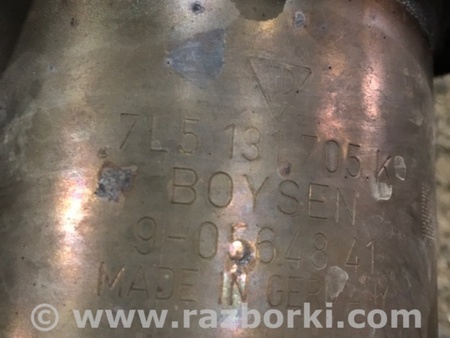 7L5.131.705.K
BOYSEN
9-05648.41
MADE IN GERMANY
©www.razborki.com